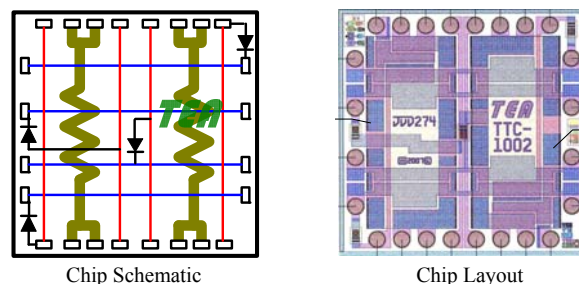 TEA
JDD274
TEA
TTC-
1002
Chip Schematic
Chip Layout